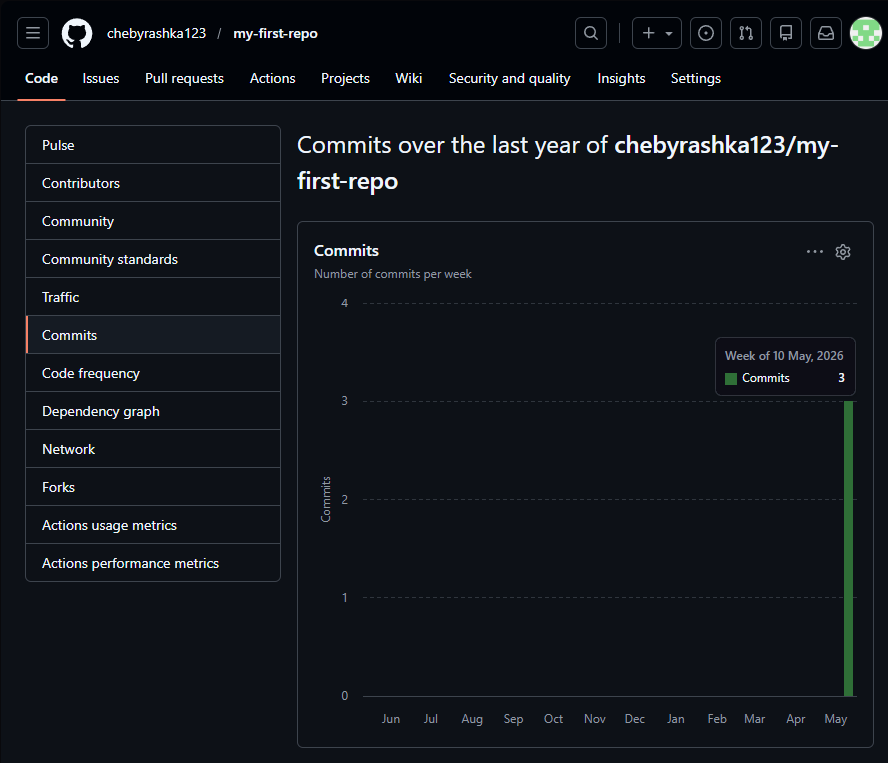 chebyrashka123 / my-first-repo
Code Issues Pull requests Actions Projects Wiki Security and quality Insights Settings
Pulse
Contributors
Community
Community standards
Traffic
Commits
Code frequency
Dependency graph
Network
Forks
Actions usage metrics
Actions performance metrics
Commits over the last year of chebyrashka123/my-
first-repo
Commits
Number of commits per week
4
Week of 10 May, 2026
Commits 3
3
Commits
2
1
0
Jun Jul Aug Sep Oct Nov Dec Jan Feb Mar Apr May